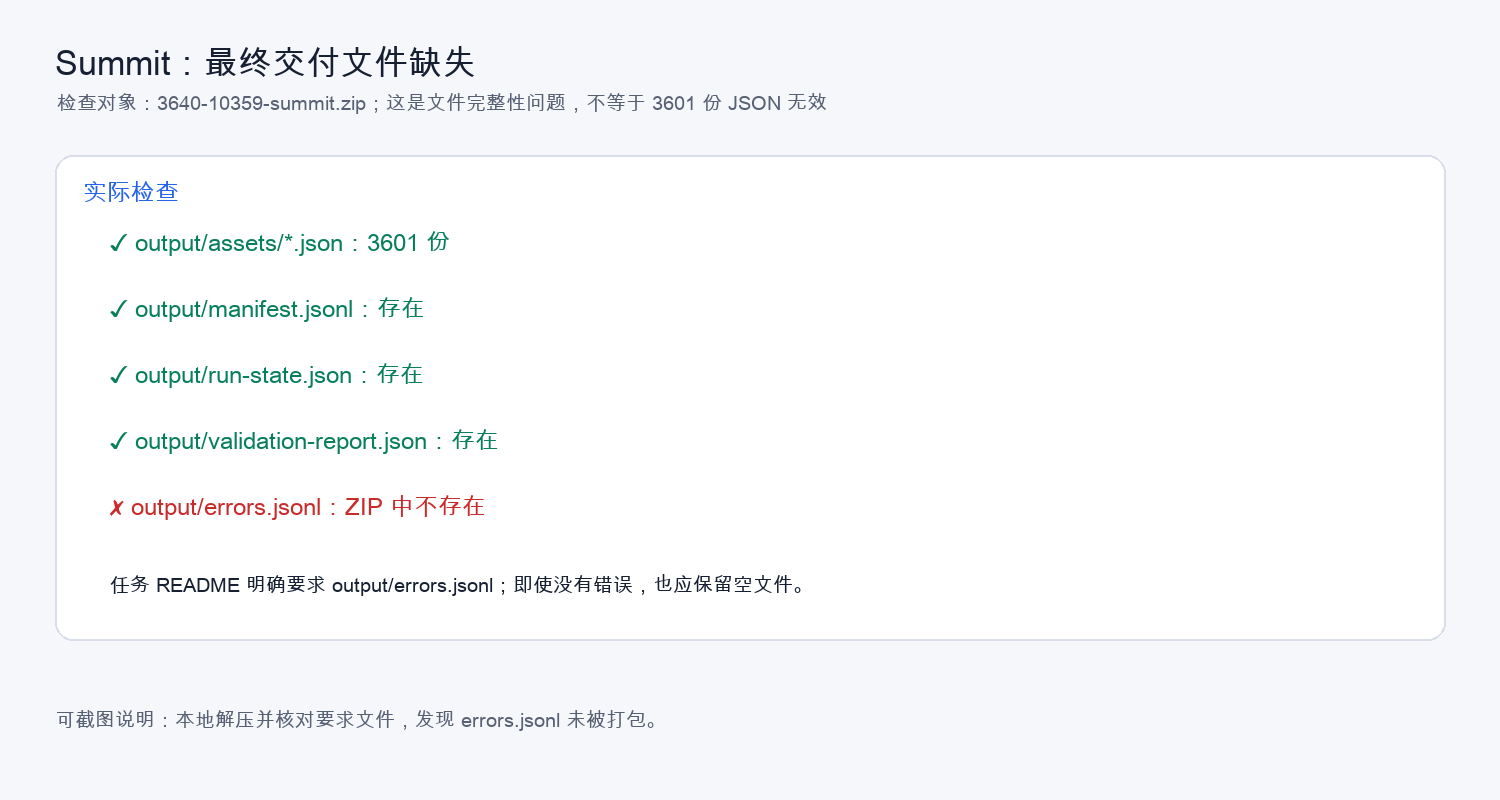 Summit：最终交付文件缺失
检查对象：3640-10359-summit.zip；这是文件完整性问题，不等于 3601 份 JSON 无效
实际检查
✓ output/assets/*.json：3601 份
✓ output/manifest.jsonl：存在
✓ output/run-state.json：存在
✓ output/validation-report.json：存在
✗ output/errors.jsonl：ZIP 中不存在
任务 README 明确要求 output/errors.jsonl；即使没有错误，也应保留空文件。
可截图说明：本地解压并核对要求文件，发现 errors.jsonl 未被打包。